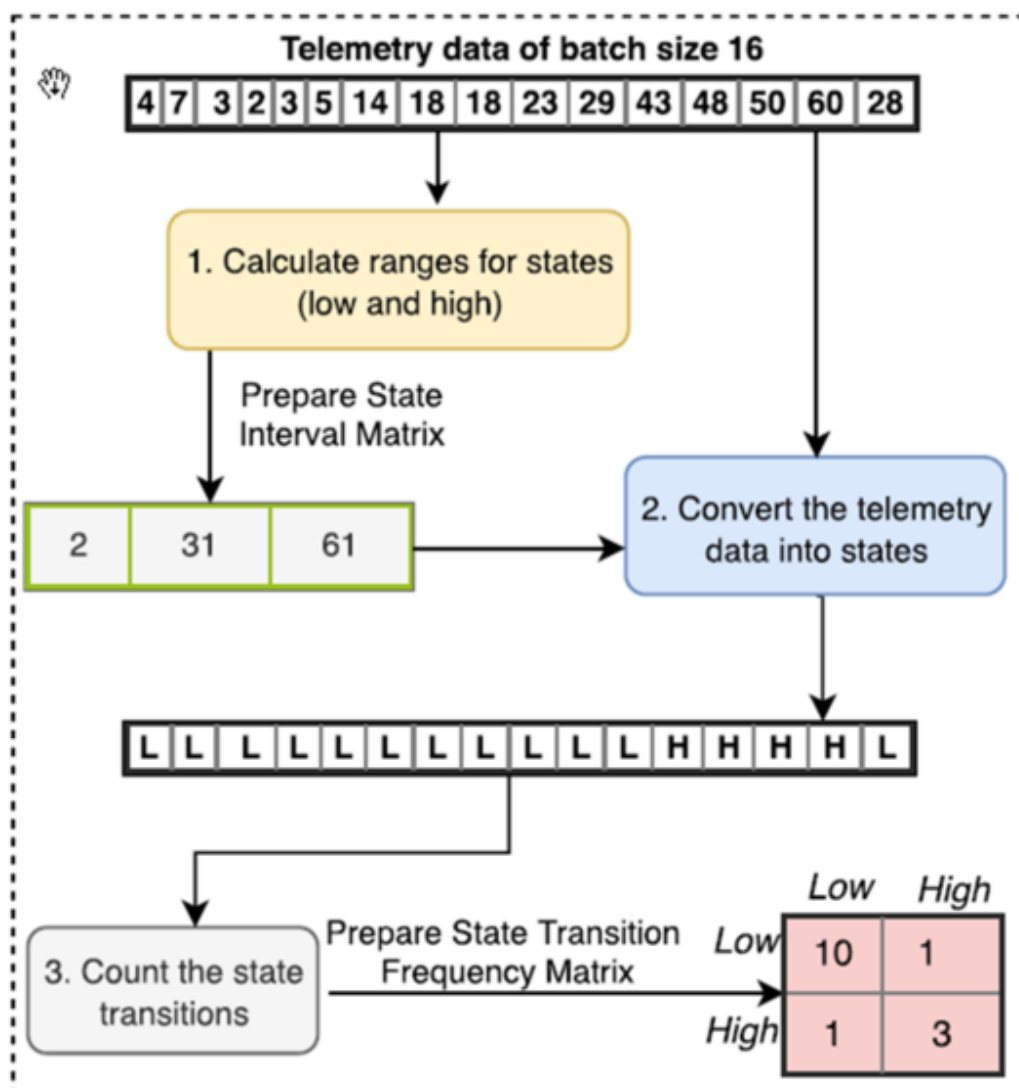 Telemetry data of batch size 16
4 7 3 2 3 5 14 18 18 23 29 43 48 50 60 28
1. Calculate ranges for states
(low and high)
Prepare State
Interval Matrix
2 31 61
2. Convert the telemetry
data into states
L L L L L L L L L L L H H H H L
Low High
Prepare State Transition
Frequency Matrix
Low 10 1
High 1 3
3. Count the state
transitions